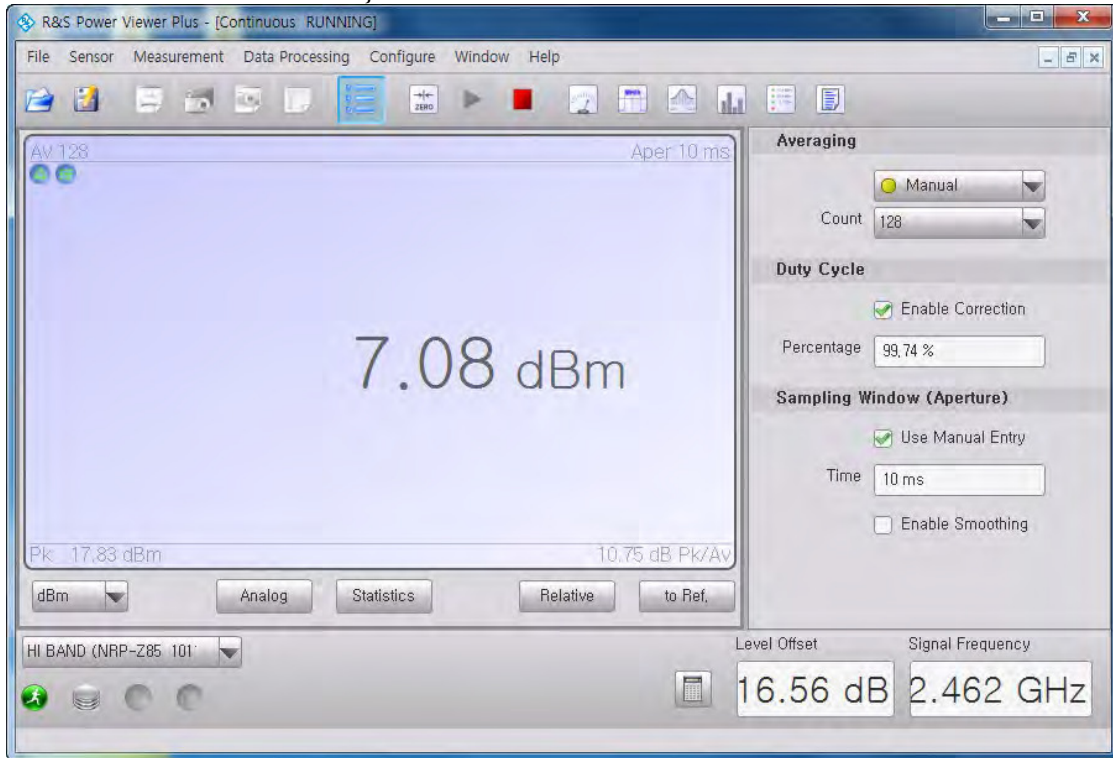 R&S Power Viewer Plus - [Continuous RUNNING]
File Sensor Measurement Data Processing Configure Window Help
ZERO
AV 128 Aper 10 ms
7.08 dBm
Pk 17,83 dBm 10,75 dB Pk/Av
dBm Analog Statistics Relative to Ref,
Averaging
Manual
Count 128
Duty Cycle
Enable Correction
Percentage 99,74 %
Sampling Window (Aperture)
Use Manual Entry
Time 10 ms
Enable Smoothing
HI BAND (NRP-Z85 101
Level Offset Signal Frequency
16.56 dB 2.462 GHz